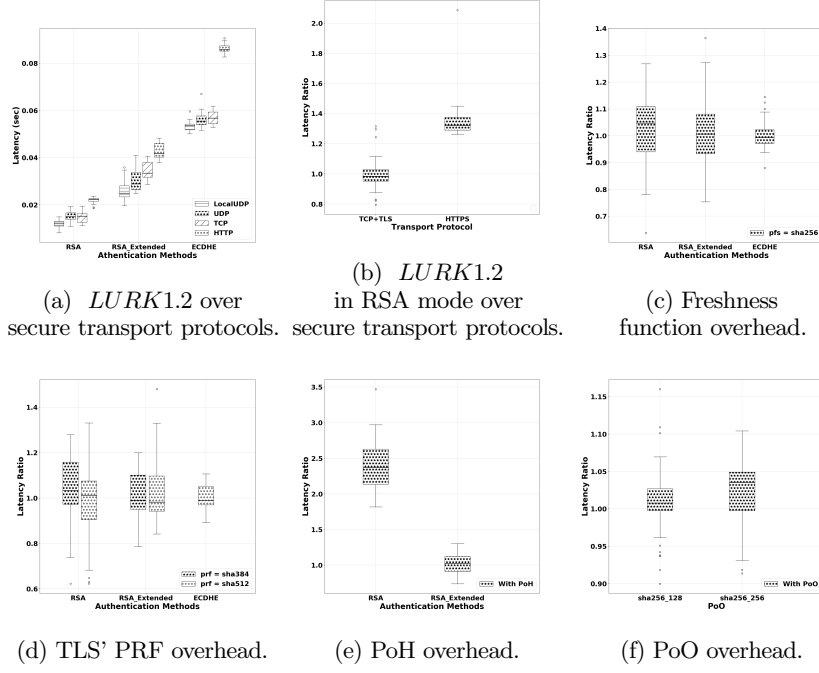 0.08
0.06
0.04
0.02
Latency (sec)
LocalUDP
UDP
TCP
HTTP
RSA
RSA_Extended
ECDHE
Athentication Methods
(a) LURK1.2 over
secure transport protocols.
2.0
1.8
1.6
1.4
1.2
1.0
0.8
Latency Ratio
TCP+TLS
HTTPS
Transport Protocol
(b) LURK1.2
in RSA mode over
secure transport protocols.
1.4
1.3
1.2
1.1
1.0
0.9
0.8
0.7
Latency Ratio
pfs = sha256
RSA
RSA_Extended
ECDHE
Authentication Methods
(c) Freshness
function overhead.
1.4
1.2
1.0
0.8
0.6
Latency Ratio
prf = sha384
prf = sha512
RSA
RSA_Extended
ECDHE
Authentication Methods
(d) TLS' PRF overhead.
3.5
3.0
2.5
2.0
1.5
1.0
Latency Ratio
With PoH
RSA
RSA_Extended
Authentication Methods
(e) PoH overhead.
1.15
1.10
1.05
1.00
0.95
0.90
Latency Ratio
With PoO
sha256_128
sha256_256
PoO
(f) PoO overhead.